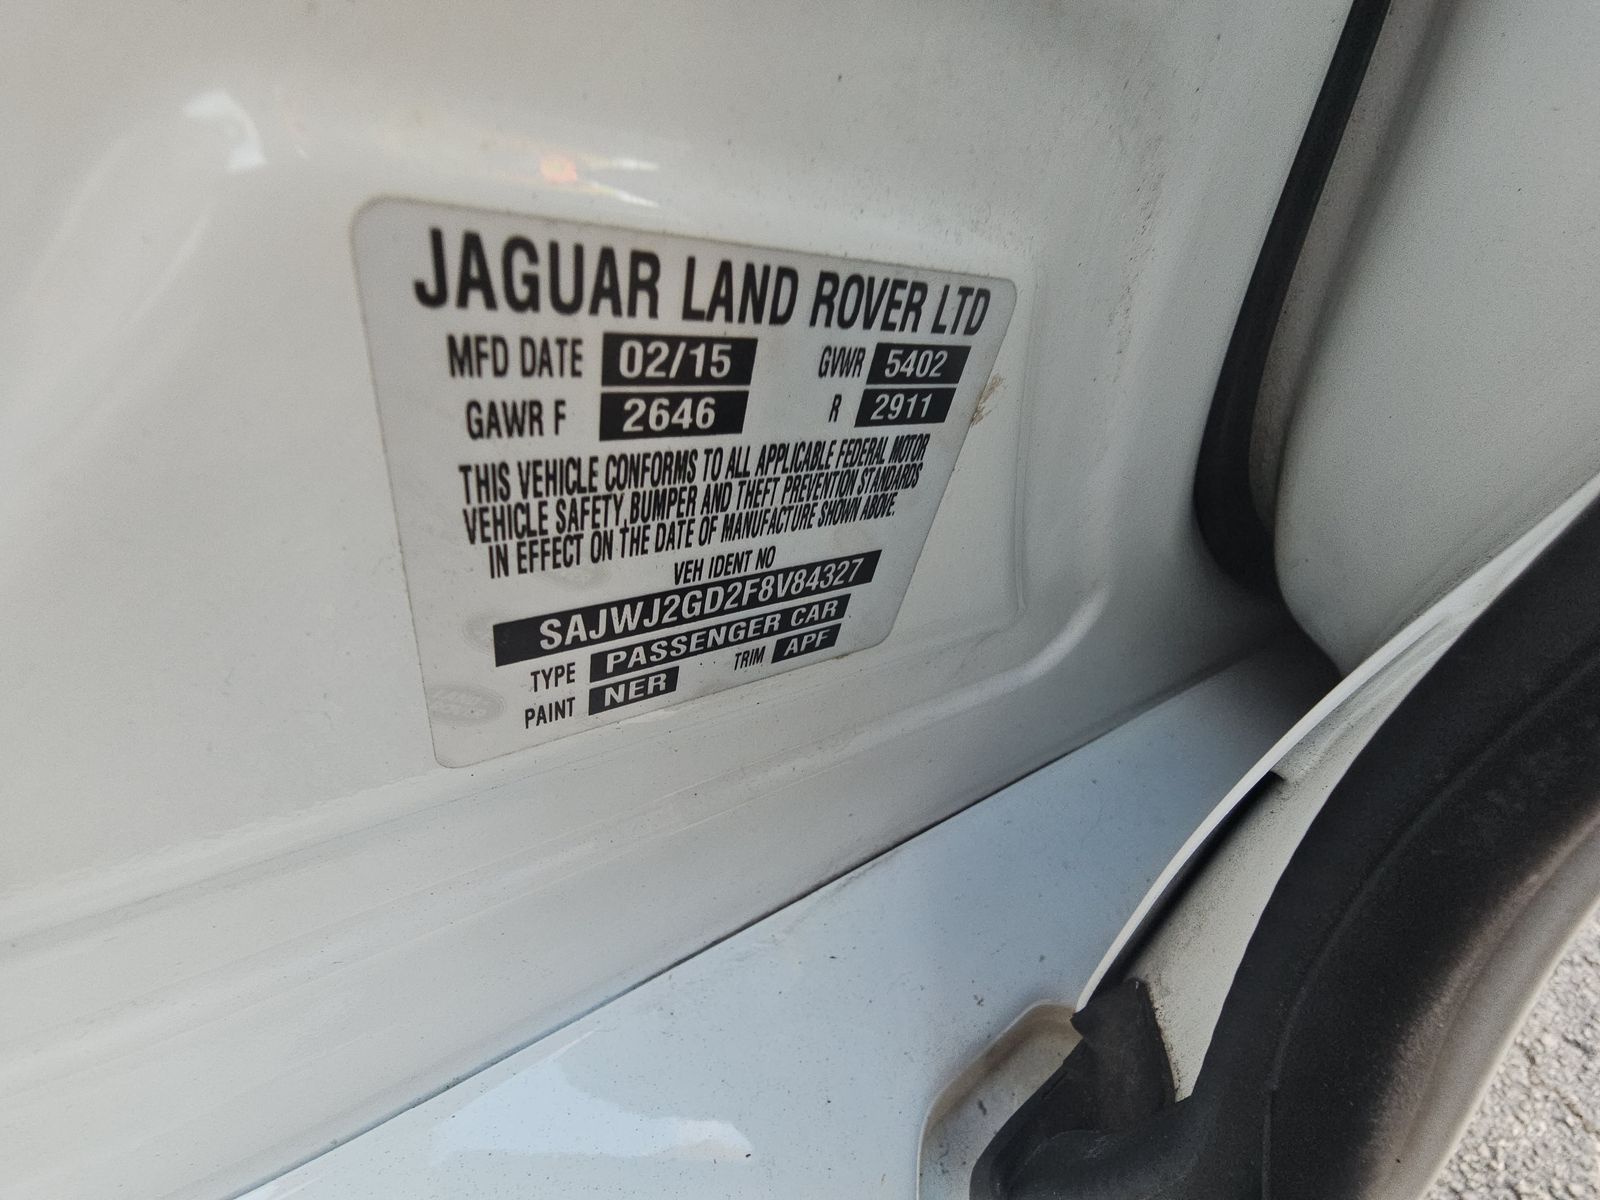 JAGUAR LAND ROVER LTD
MFD DATE 02/15 GVWR 5402
GAWR F 2646 R 2911
THIS VEHICLE CONFORMS TO ALL APPLICABLE FEDERAL MOTOR
VEHICLE SAFETY, BUMPER AND THEFT PREVENTION STANDARDS
IN EFFECT ON THE DATE OF MANUFACTURE SHOWN ABOVE.
VEH IDENT NO
SAJWJ2GD2F8V84327
TYPE PASSENGER CAR TRIM APF
PAINT NER